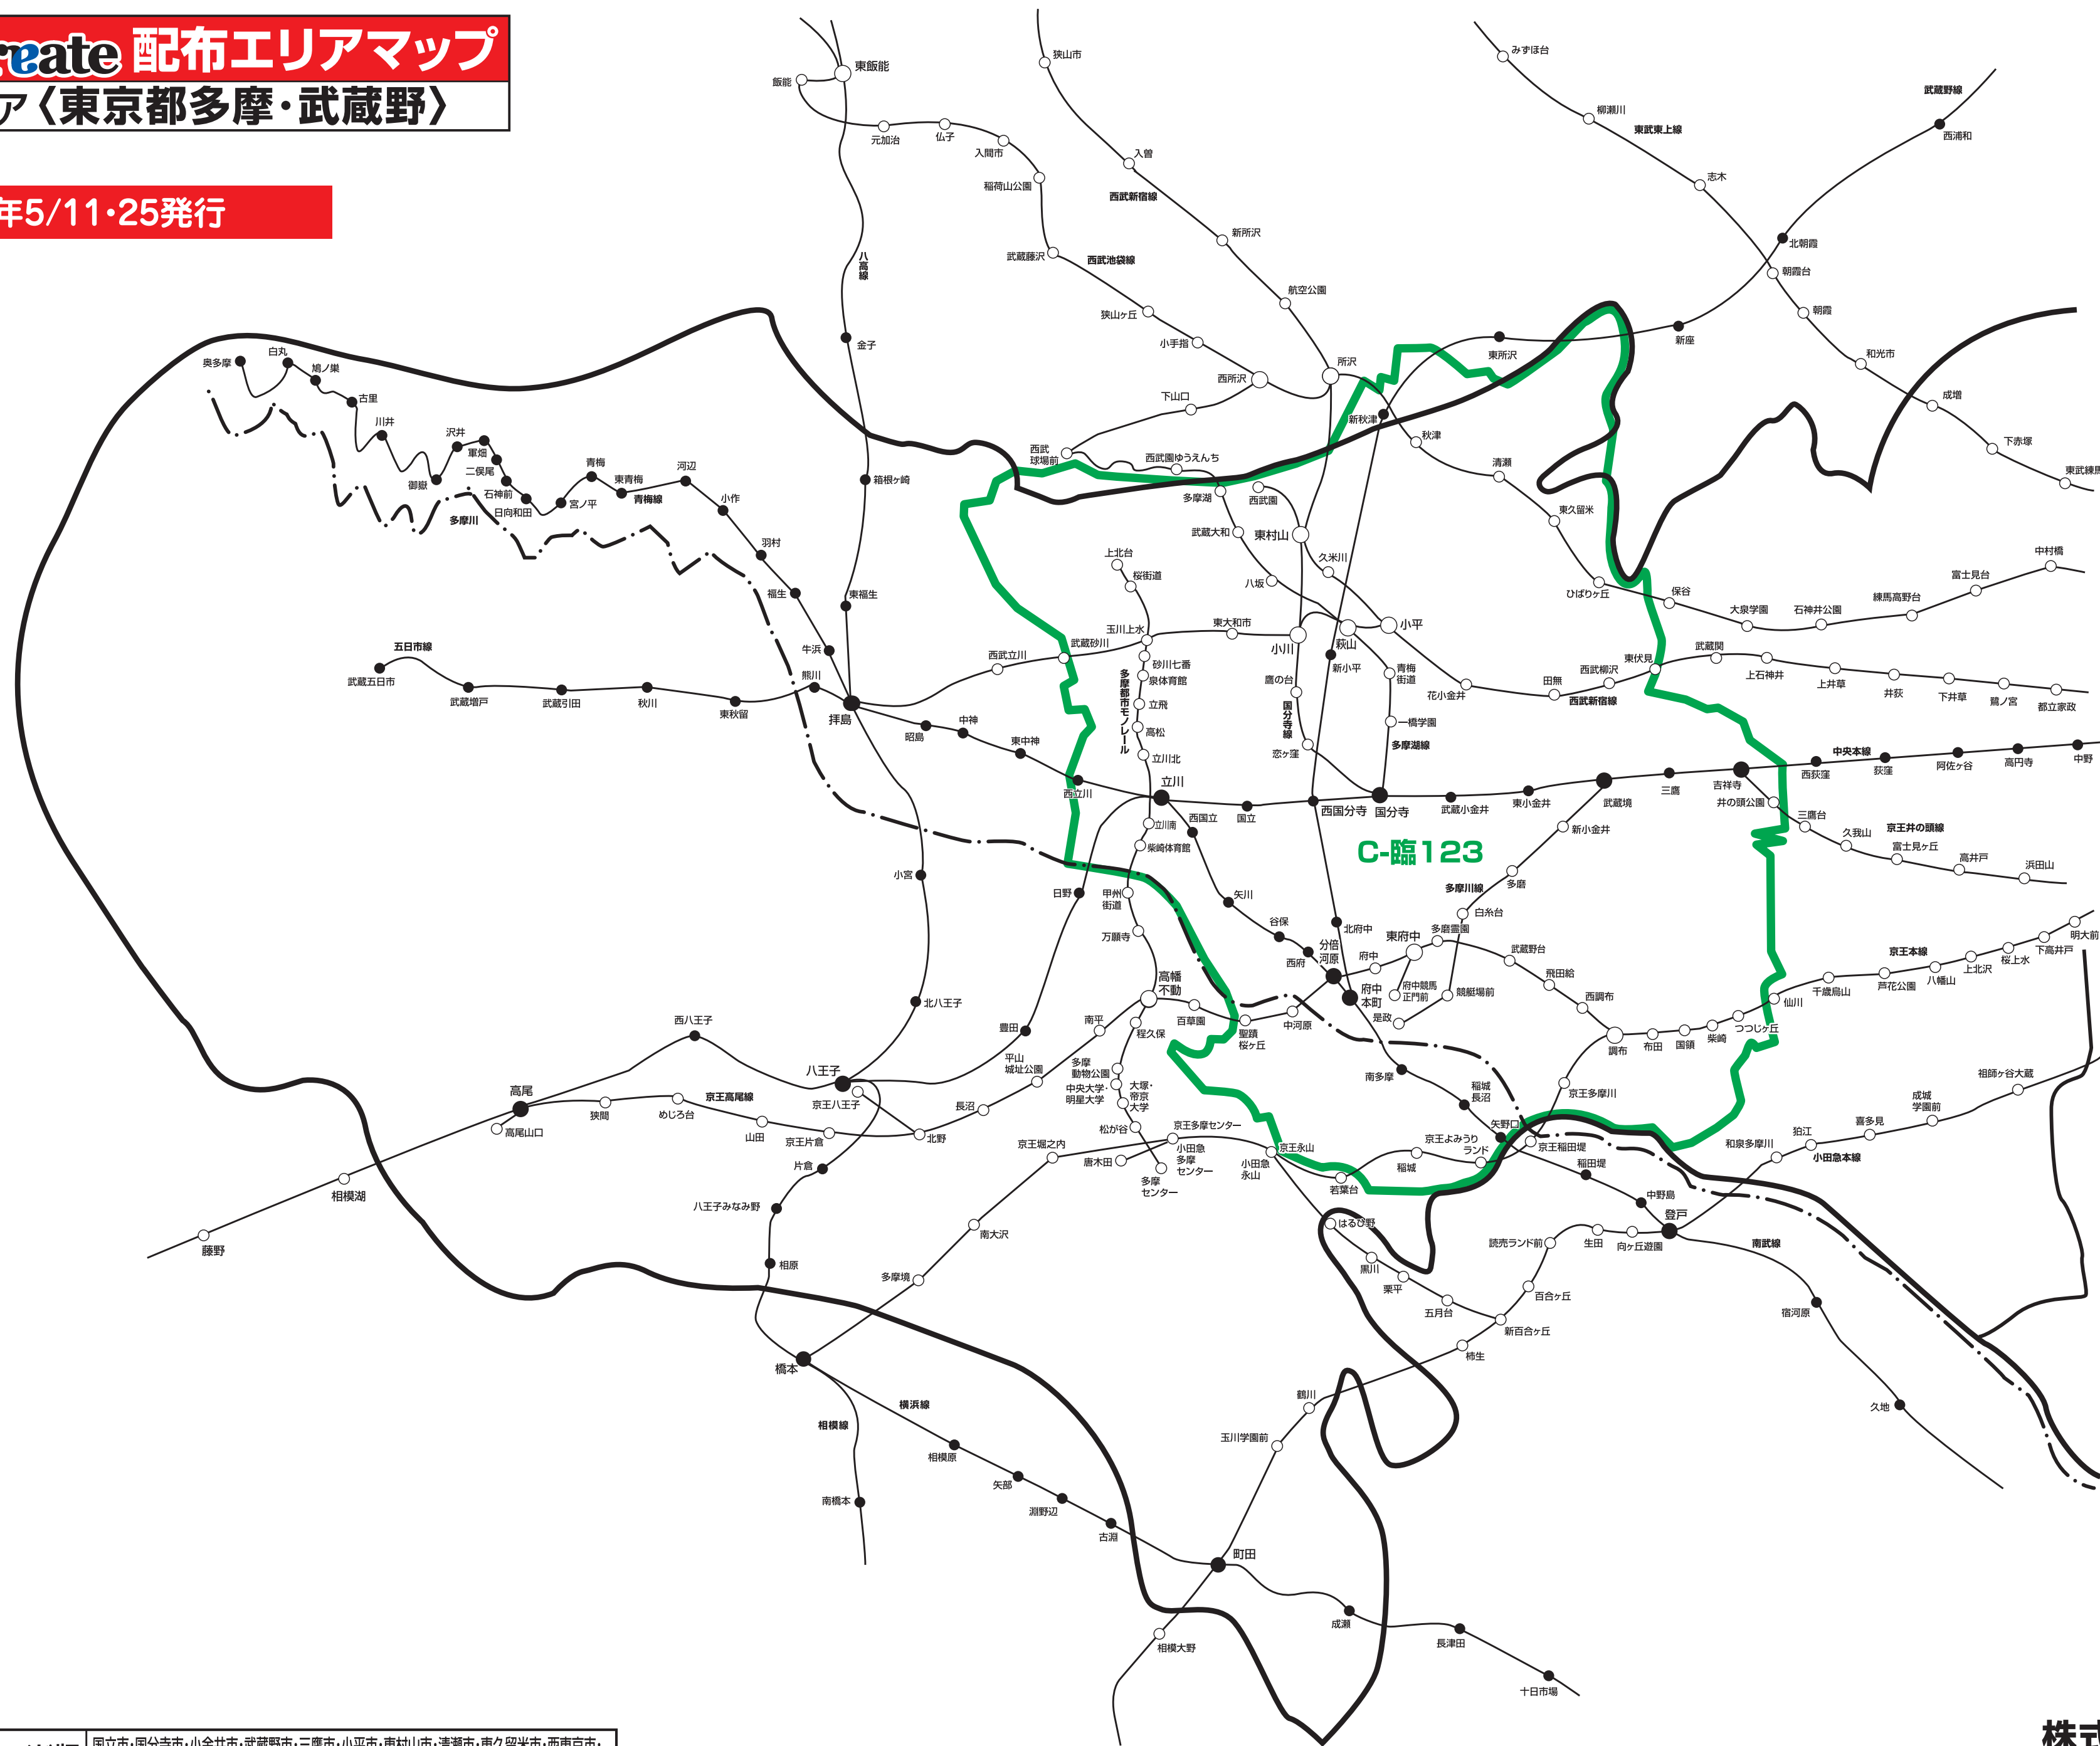 reate 配布エリアマップ
ア〈東京都多摩・武蔵野〉
年5/11・25発行
東飯能
飯能
元加治
仏子
入間市
稲荷山公園
武蔵藤沢
西武池袋線
狭山ヶ丘
小手指
西所沢
下山口
西武
球場前
狭山市
入曽
西武新宿線
新所沢
航空公園
所沢
みずほ台
柳瀬川
東武東上線
志木
武蔵野線
西浦和
北朝霞
朝霞台
朝霞
和光市
成増
下赤塚
東武練馬
新座
東所沢
新秋津
秋津
清瀬
東久留米
ひばりヶ丘
保谷
大泉学園
石神井公園
練馬高野台
富士見台
中村橋
八高線
金子
箱根ヶ崎
東福生
奥多摩
白丸
鳩ノ巣
古里
川井
御嶽
沢井
軍畑
二俣尾
石神前
日向和田
宮ノ平
青梅
東青梅
青梅線
河辺
小作
羽村
福生
牛浜
多摩川
五日市線
武蔵五日市
武蔵増戸
武蔵引田
秋川
東秋留
熊川
拝島
昭島
中神
東中神
西立川
立川
西武立川
武蔵砂川
玉川上水
東大和市
小川
西武園ゆうえんち
多摩湖
西武園
武蔵大和
東村山
八坂
久米川
萩山
小平
新小平
青梅
街道
鷹の台
国分寺線
恋ヶ窪
一橋学園
多摩湖線
花小金井
田無
西武新宿線
西武柳沢
東伏見
武蔵関
上石神井
上井草
井荻
下井草
鷺ノ宮
都立家政
上北台
桜街道
砂川七番
泉体育館
立飛
高松
立川北
多摩都市モノレール
立川南
柴崎体育館
甲州
街道
万願寺
高幡
不動
程久保
多摩
動物公園
中央大学・
明星大学
大塚・
帝京
大学
松が谷
多摩
センター
西国立
国立
西国分寺
国分寺
武蔵小金井
東小金井
武蔵境
三鷹
吉祥寺
西荻窪
中央本線
荻窪
阿佐ヶ谷
高円寺
中野
井の頭公園
三鷹台
久我山
京王井の頭線
富士見ヶ丘
高井戸
浜田山
C-臨123
新小金井
多磨
多摩川線
白糸台
競艇場前
是政
矢川
谷保
西府
分倍
河原
北府中
府中
東府中
府中競馬
正門前
府中
本町
多磨霊園
武蔵野台
飛田給
西調布
調布
布田
国領
柴崎
つつじヶ丘
仙川
千歳烏山
芦花公園
京王本線
八幡山
上北沢
桜上水
下高井戸
明大前
日野
豊田
小宮
北八王子
八王子
西八王子
高尾
高尾山口
狭間
めじろ台
京王高尾線
山田
京王片倉
京王八王子
北野
長沼
平山
城址公園
南平
百草園
聖蹟
桜ヶ丘
中河原
南多摩
稲城
長沼
矢野口
京王多摩川
京王稲田堤
稲田堤
中野島
登戸
南武線
宿河原
久地
相模湖
藤野
片倉
八王子みなみ野
相原
橋本
多摩境
南大沢
京王堀之内
唐木田
京王多摩センター
小田急
多摩
センター
京王永山
小田急
永山
若葉台
稲城
京王よみうり
ランド
はるひ野
黒川
栗平
五月台
新百合ヶ丘
百合ヶ丘
読売ランド前
生田
向ヶ丘遊園
和泉多摩川
狛江
小田急本線
喜多見
成城
学園前
祖師ヶ谷大蔵
柿生
鶴川
玉川学園前
町田
相模大野
横浜線
相模線
南橋本
相模原
矢部
淵野辺
古淵
成瀬
長津田
十日市場
国立市・国分寺市・小金井市・武蔵野市・三鷹市・小平市・東村山市・清瀬市・東久留米市・西東京市・
株式